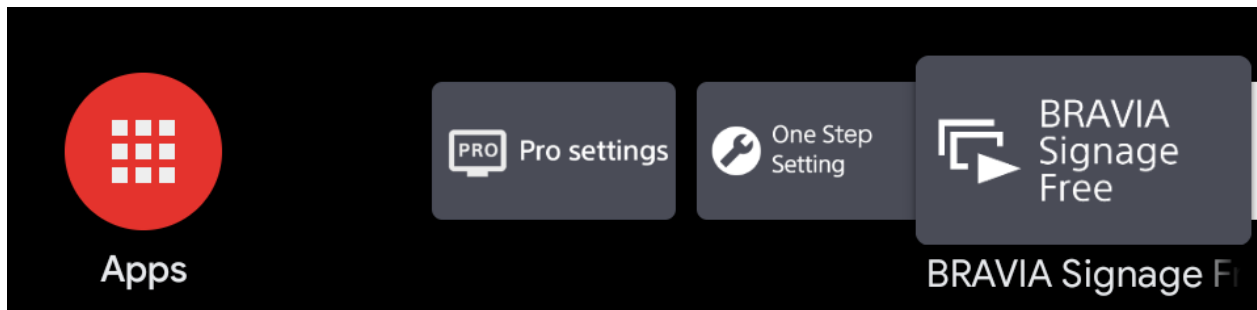 Apps
PRO
Pro settings
One Step
Setting
BRAVIA
Signage
Free
BRAVIA Signage